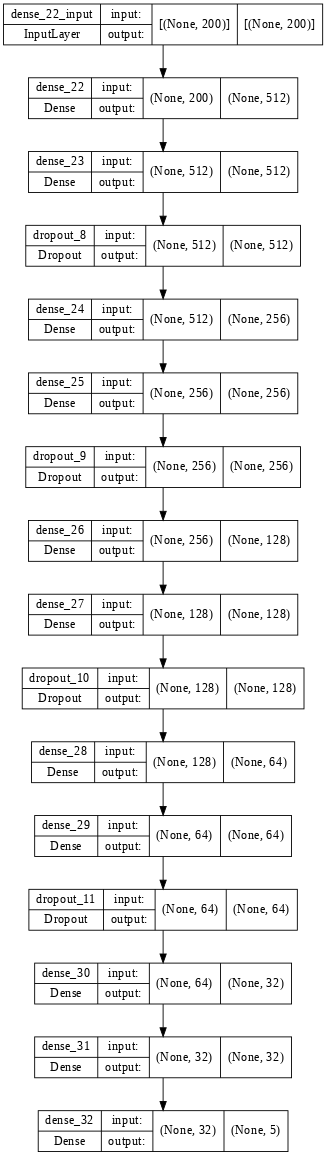 dense_22_input input: [(None, 200)] [(None, 200)]
InputLayer output:
dense_22 input: (None, 200) (None, 512)
Dense output:
dense_23 input: (None, 512) (None, 512)
Dense output:
dropout_8 input: (None, 512) (None, 512)
Dropout output:
dense_24 input: (None, 512) (None, 256)
Dense output:
dense_25 input: (None, 256) (None, 256)
Dense output:
dropout_9 input: (None, 256) (None, 256)
Dropout output:
dense_26 input: (None, 256) (None, 128)
Dense output:
dense_27 input: (None, 128) (None, 128)
Dense output:
dropout_10 input: (None, 128) (None, 128)
Dropout output:
dense_28 input: (None, 128) (None, 64)
Dense output:
dense_29 input: (None, 64) (None, 64)
Dense output:
dropout_11 input: (None, 64) (None, 64)
Dropout output:
dense_30 input: (None, 64) (None, 32)
Dense output:
dense_31 input: (None, 32) (None, 32)
Dense output:
dense_32 input: (None, 32) (None, 5)
Dense output: